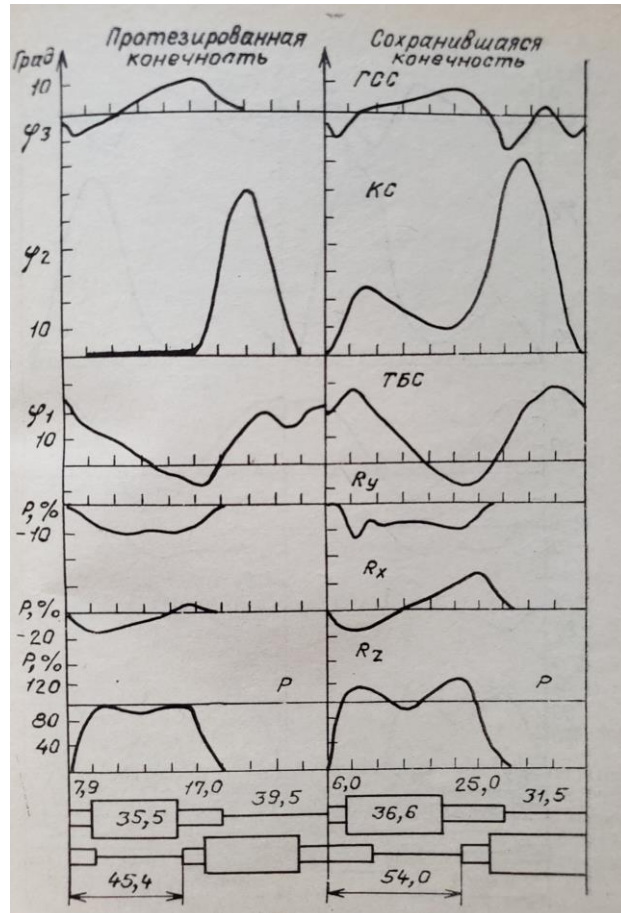 Протезированная конечность
Сохранившаяся конечность
Град
10
φ3
ГСС
КС
φ2
10
ТБС
φ1
10
Ry
P,%
-10
Rx
P,%
-20
Rz
P,%
120
80
40
P
P
7,9
17,0
39,5
6,0
25,0
31,5
35,5
36,6
45,4
54,0